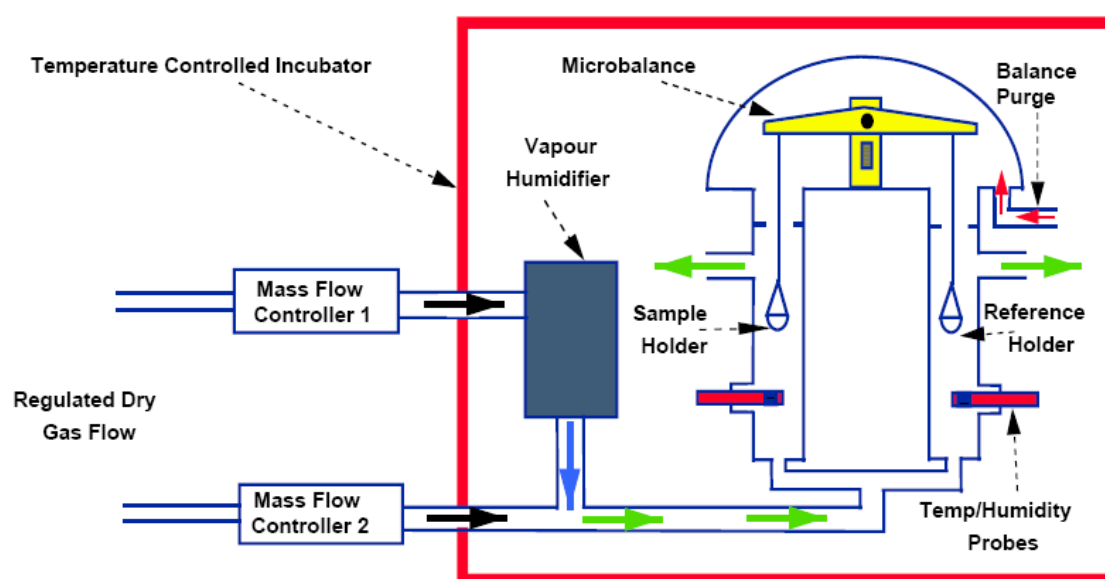 Temperature Controlled Incubator
Microbalance
Balance
Purge
Vapour
Humidifier
Mass Flow
Controller 1
Sample
Holder
Reference
Holder
Regulated Dry
Gas Flow
Mass Flow
Controller 2
Temp/Humidity
Probes